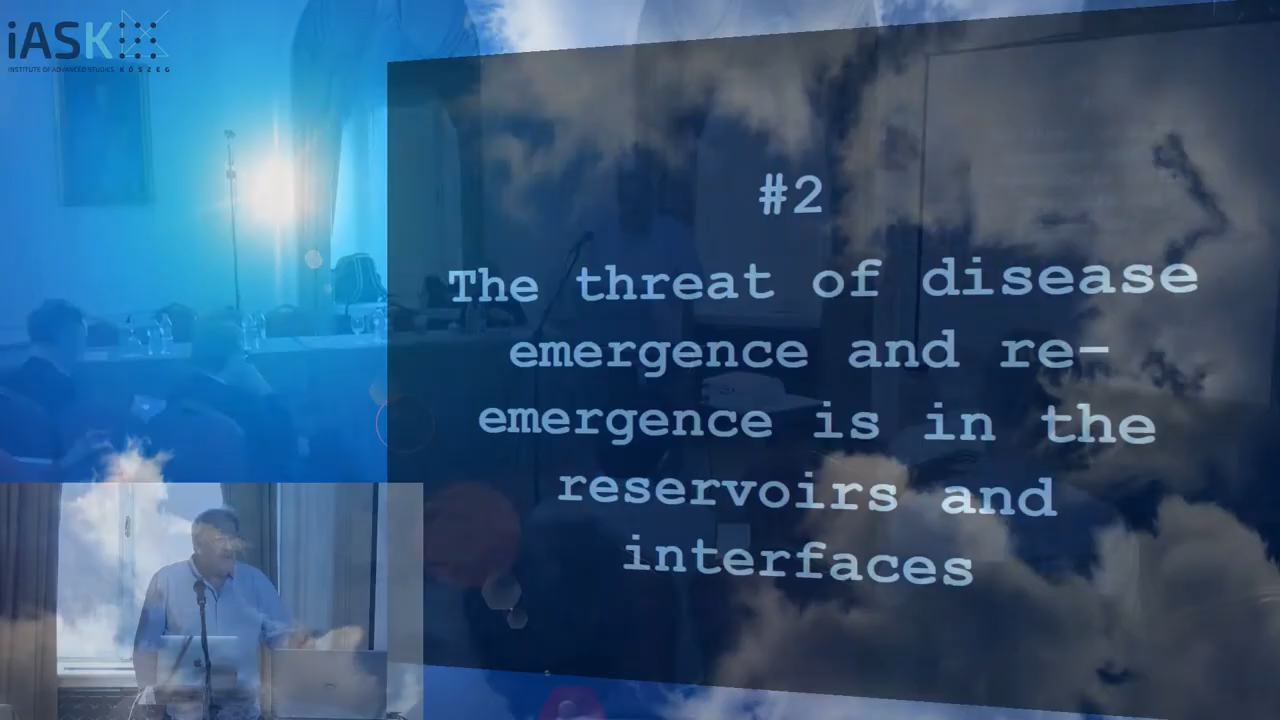 iASK
INSTITUTE OF ADVANCED STUDIES KŐSZEG
#2
The threat of disease
emergence and re-
emergence is in the
reservoirs and
interfaces